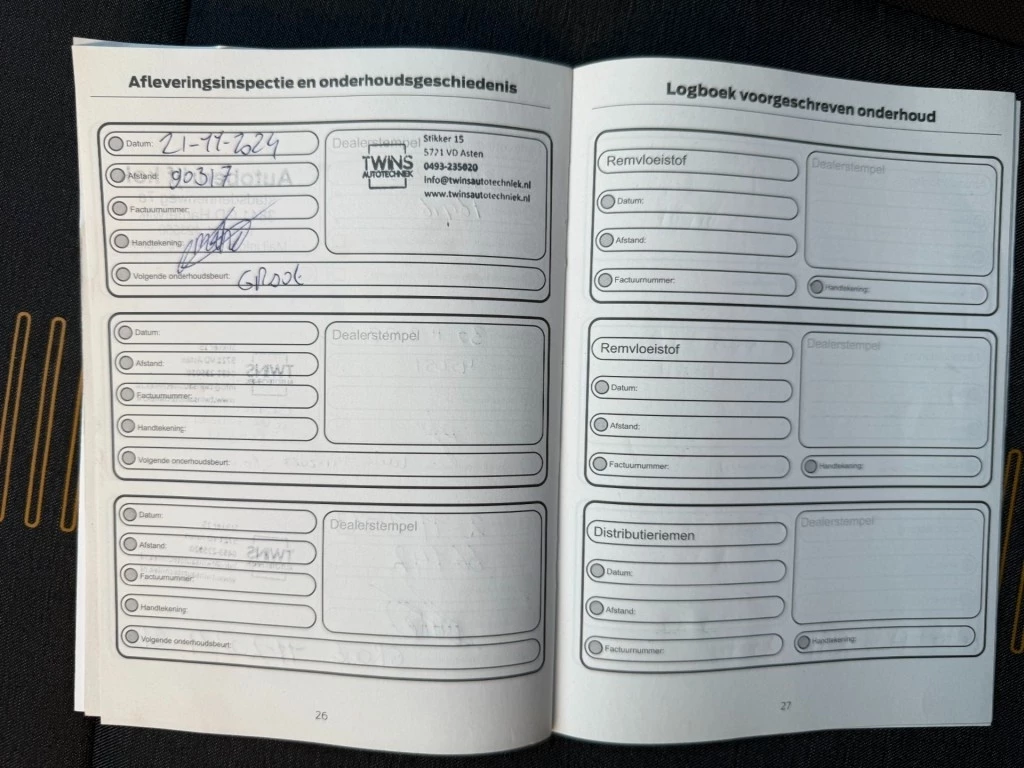 Afleveringsinspectie en onderhoudsgeschiedenis
Datum: 21-11-2024
Afstand: 90317
Factuurnummer:
Handtekening:
Volgende onderhoudsbeurt: GROOT
Dealerstempel
TWINS
AUTOTECHNIEK
Stikker 15
5721 VD Asten
0493-235820
info@twinsautotechniek.nl
www.twinsautotechniek.nl
Datum:
Afstand:
Factuurnummer:
Handtekening:
Volgende onderhoudsbeurt:
Dealerstempel
Datum:
Afstand:
Factuurnummer:
Handtekening:
Volgende onderhoudsbeurt:
Dealerstempel
26
Logboek voorgeschreven onderhoud
Remvloeistof
Datum:
Afstand:
Factuurnummer:
Dealerstempel
Handtekening:
Remvloeistof
Datum:
Afstand:
Factuurnummer:
Dealerstempel
Handtekening:
Distributieriemen
Datum:
Afstand:
Factuurnummer:
Dealerstempel
Handtekening:
27